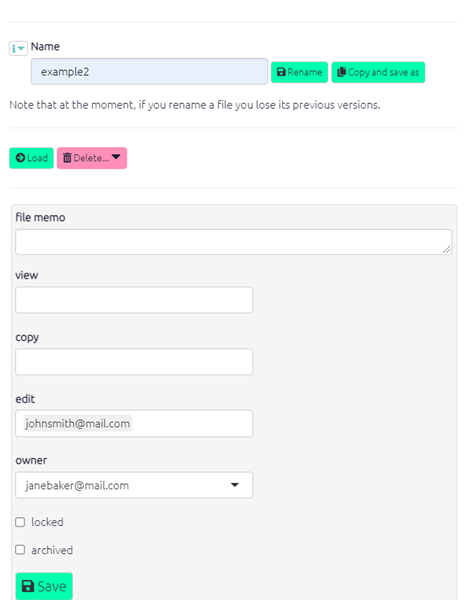 Name
example2
Rename
Copy and save as
Note that at the moment, if you rename a file you lose its previous versions.
Load
Delete...
file memo
view
copy
edit
johnsmith@mail.com
owner
janebaker@mail.com
locked
archived
Save